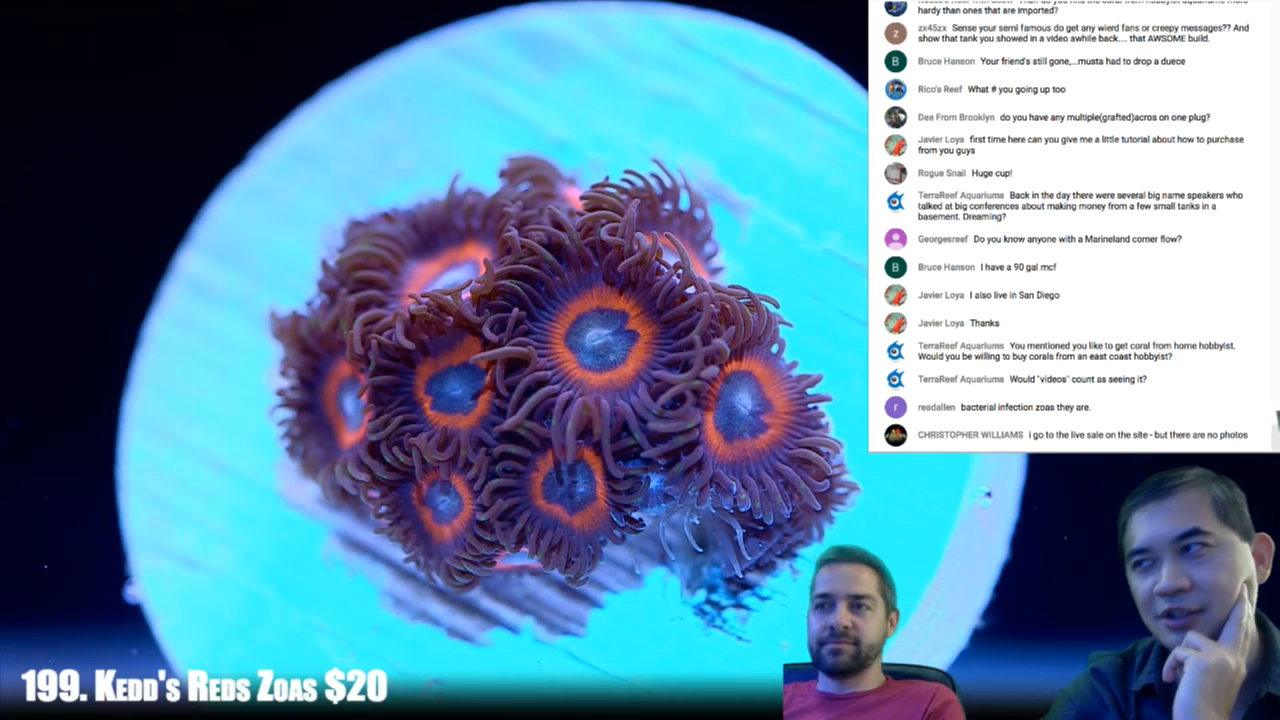 hardy than ones that are imported?
zx45zx Sense your semi famous do get any wierd fans or creepy messages?? And
show that tank you showed in a video awhile back.... that AWSOME build.
B Bruce Hanson Your friend's still gone,...musta had to drop a duece
Rico's Reef What # you going up too
Dee From Brooklyn do you have any multiple(grafted)acros on one plug?
Javier Loya first time here can you give me a little tutorial about how to purchase
from you guys
Rogue Snail Huge cup!
TerraReef Aquariums Back in the day there were several big name speakers who
talked at big conferences about making money from a few small tanks in a
basement. Dreaming?
Georgesreef Do you know anyone with a Marineland corner flow?
B Bruce Hanson I have a 90 gal mcf
Javier Loya I also live in San Diego
Javier Loya Thanks
TerraReef Aquariums You mentioned you like to get coral from home hobbyist.
Would you be willing to buy corals from an east coast hobbyist?
TerraReef Aquariums Would "videos" count as seeing it?
r readallen bacterial infection zoas they are.
CHRISTOPHER WILLIAMS i go to the live sale on the site - but there are no photos
199. Kedd's Reds Zoas $20